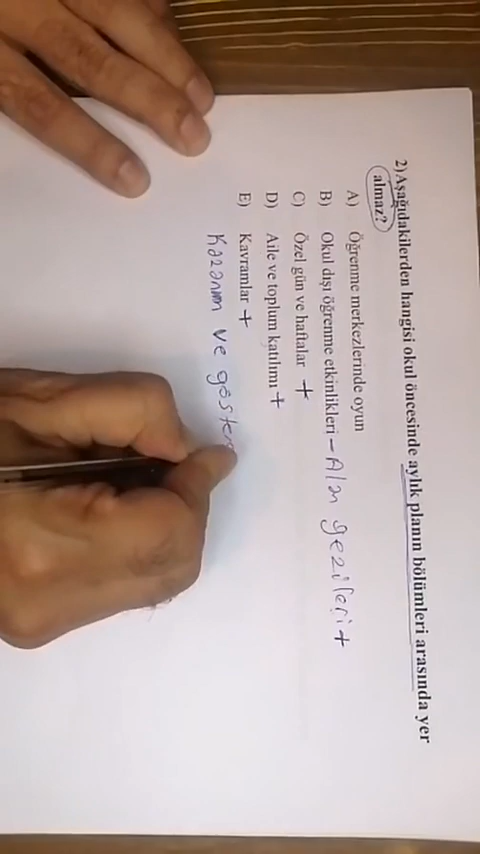 2) Aşağıdakilerden hangisi okul öncesinde aylık planın bölümleri arasında yer
almaz?
A) Öğrenme merkezlerinde oyun
B) Okul dışı öğrenme etkinlikleri - Alan gezileri +
C) Özel gün ve haftalar +
D) Aile ve toplum katılımı +
E) Kavramlar +
Kazanım ve göster